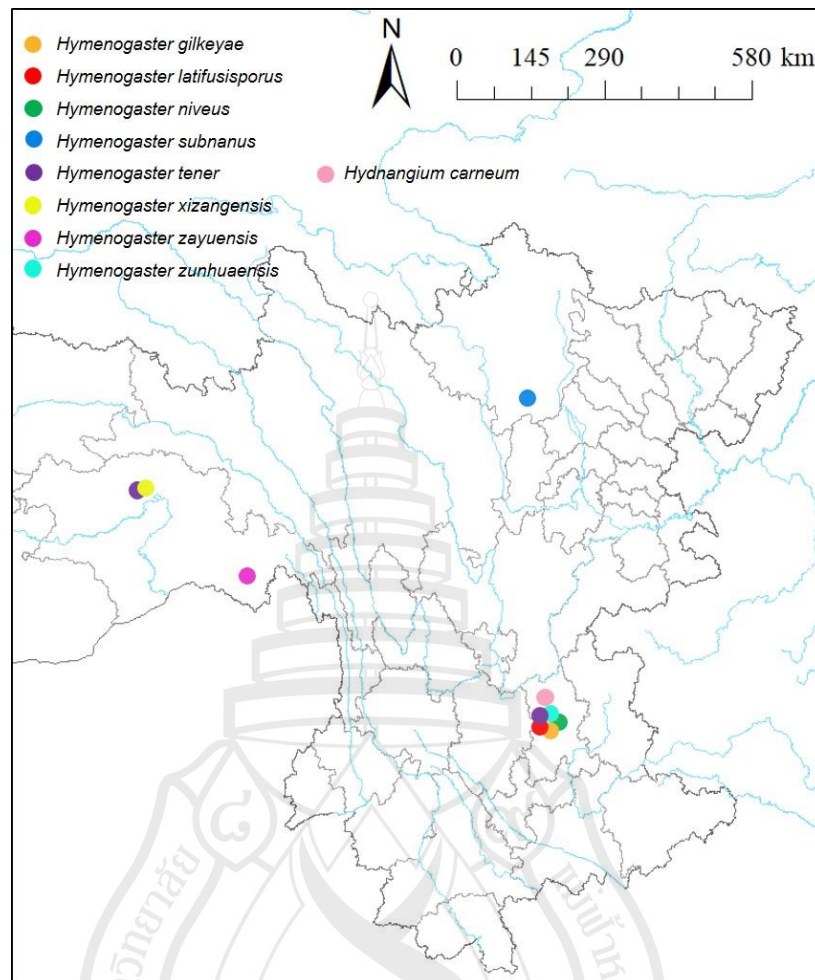 Hymenogaster gilkeyae
Hymenogaster latifusisporus
Hymenogaster niveus
Hymenogaster subnanus
Hymenogaster tener
Hymenogaster xizangensis
Hymenogaster zayuensis
Hymenogaster zunhuaensis
N
0 145 290 580 km
Hydnangium carneum